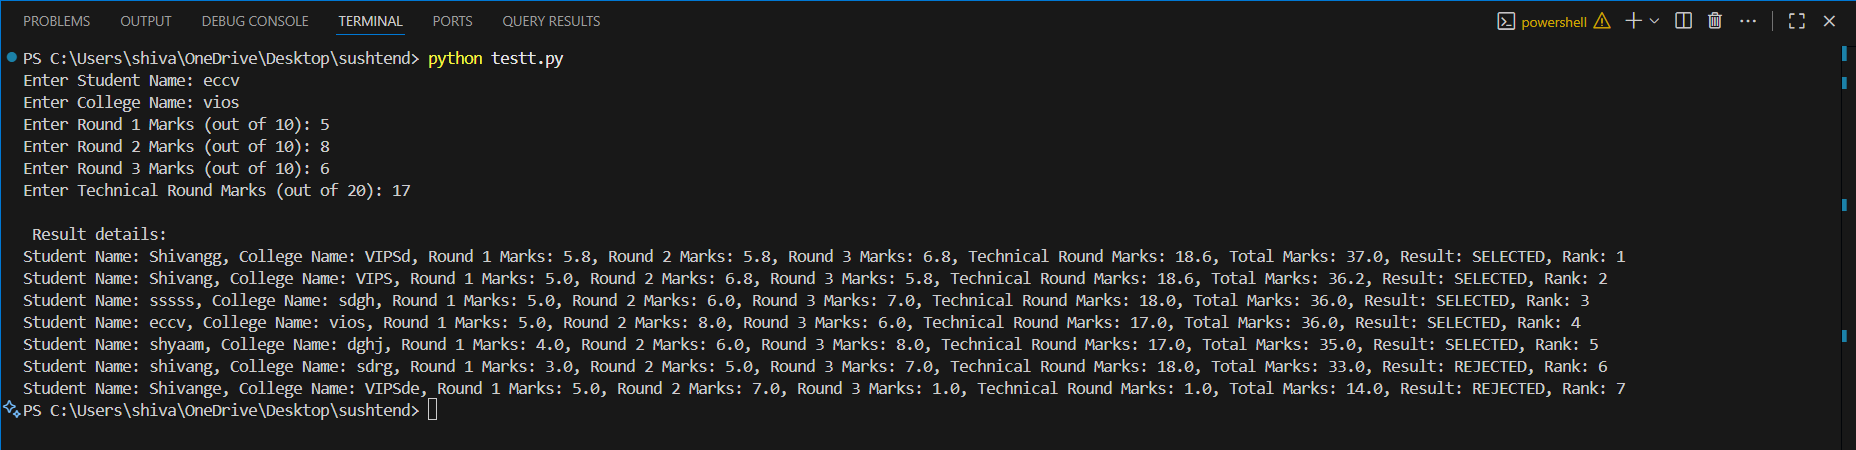 PROBLEMS OUTPUT DEBUG CONSOLE TERMINAL PORTS QUERY RESULTS powershell
PS C:\Users\shiva\OneDrive\Desktop\sushtend> python testt.py
Enter Student Name: eccv
Enter College Name: vios
Enter Round 1 Marks (out of 10): 5
Enter Round 2 Marks (out of 10): 8
Enter Round 3 Marks (out of 10): 6
Enter Technical Round Marks (out of 20): 17
Result details:
Student Name: Shivangg, College Name: VIPSd, Round 1 Marks: 5.8, Round 2 Marks: 5.8, Round 3 Marks: 6.8, Technical Round Marks: 18.6, Total Marks: 37.0, Result: SELECTED, Rank: 1
Student Name: Shivang, College Name: VIPS, Round 1 Marks: 5.0, Round 2 Marks: 6.8, Round 3 Marks: 5.8, Technical Round Marks: 18.6, Total Marks: 36.2, Result: SELECTED, Rank: 2
Student Name: sssss, College Name: sdgh, Round 1 Marks: 5.0, Round 2 Marks: 6.0, Round 3 Marks: 7.0, Technical Round Marks: 18.0, Total Marks: 36.0, Result: SELECTED, Rank: 3
Student Name: eccv, College Name: vios, Round 1 Marks: 5.0, Round 2 Marks: 8.0, Round 3 Marks: 6.0, Technical Round Marks: 17.0, Total Marks: 36.0, Result: SELECTED, Rank: 4
Student Name: shyaam, College Name: dghj, Round 1 Marks: 4.0, Round 2 Marks: 6.0, Round 3 Marks: 8.0, Technical Round Marks: 17.0, Total Marks: 35.0, Result: SELECTED, Rank: 5
Student Name: shivang, College Name: sdrg, Round 1 Marks: 3.0, Round 2 Marks: 5.0, Round 3 Marks: 7.0, Technical Round Marks: 18.0, Total Marks: 33.0, Result: REJECTED, Rank: 6
Student Name: Shivange, College Name: VIPSde, Round 1 Marks: 5.0, Round 2 Marks: 7.0, Round 3 Marks: 1.0, Technical Round Marks: 1.0, Total Marks: 14.0, Result: REJECTED, Rank: 7
PS C:\Users\shiva\OneDrive\Desktop\sushtend>